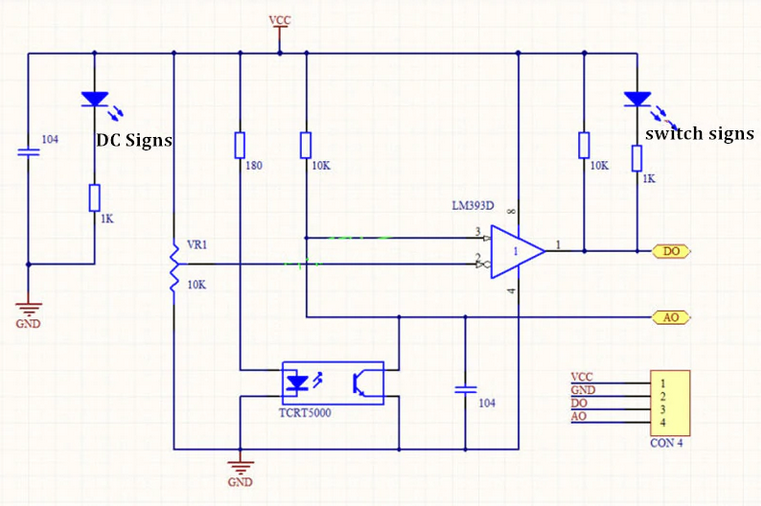 VCC
104
DC Signs
switch signs
180
10K
10K
1K
1K
LM393D
8
3
2
1
1
4
DO
VR1
10K
GND
AO
TCRT5000
104
VCC 1
GND 2
DO 3
AO 4
CON 4
GND